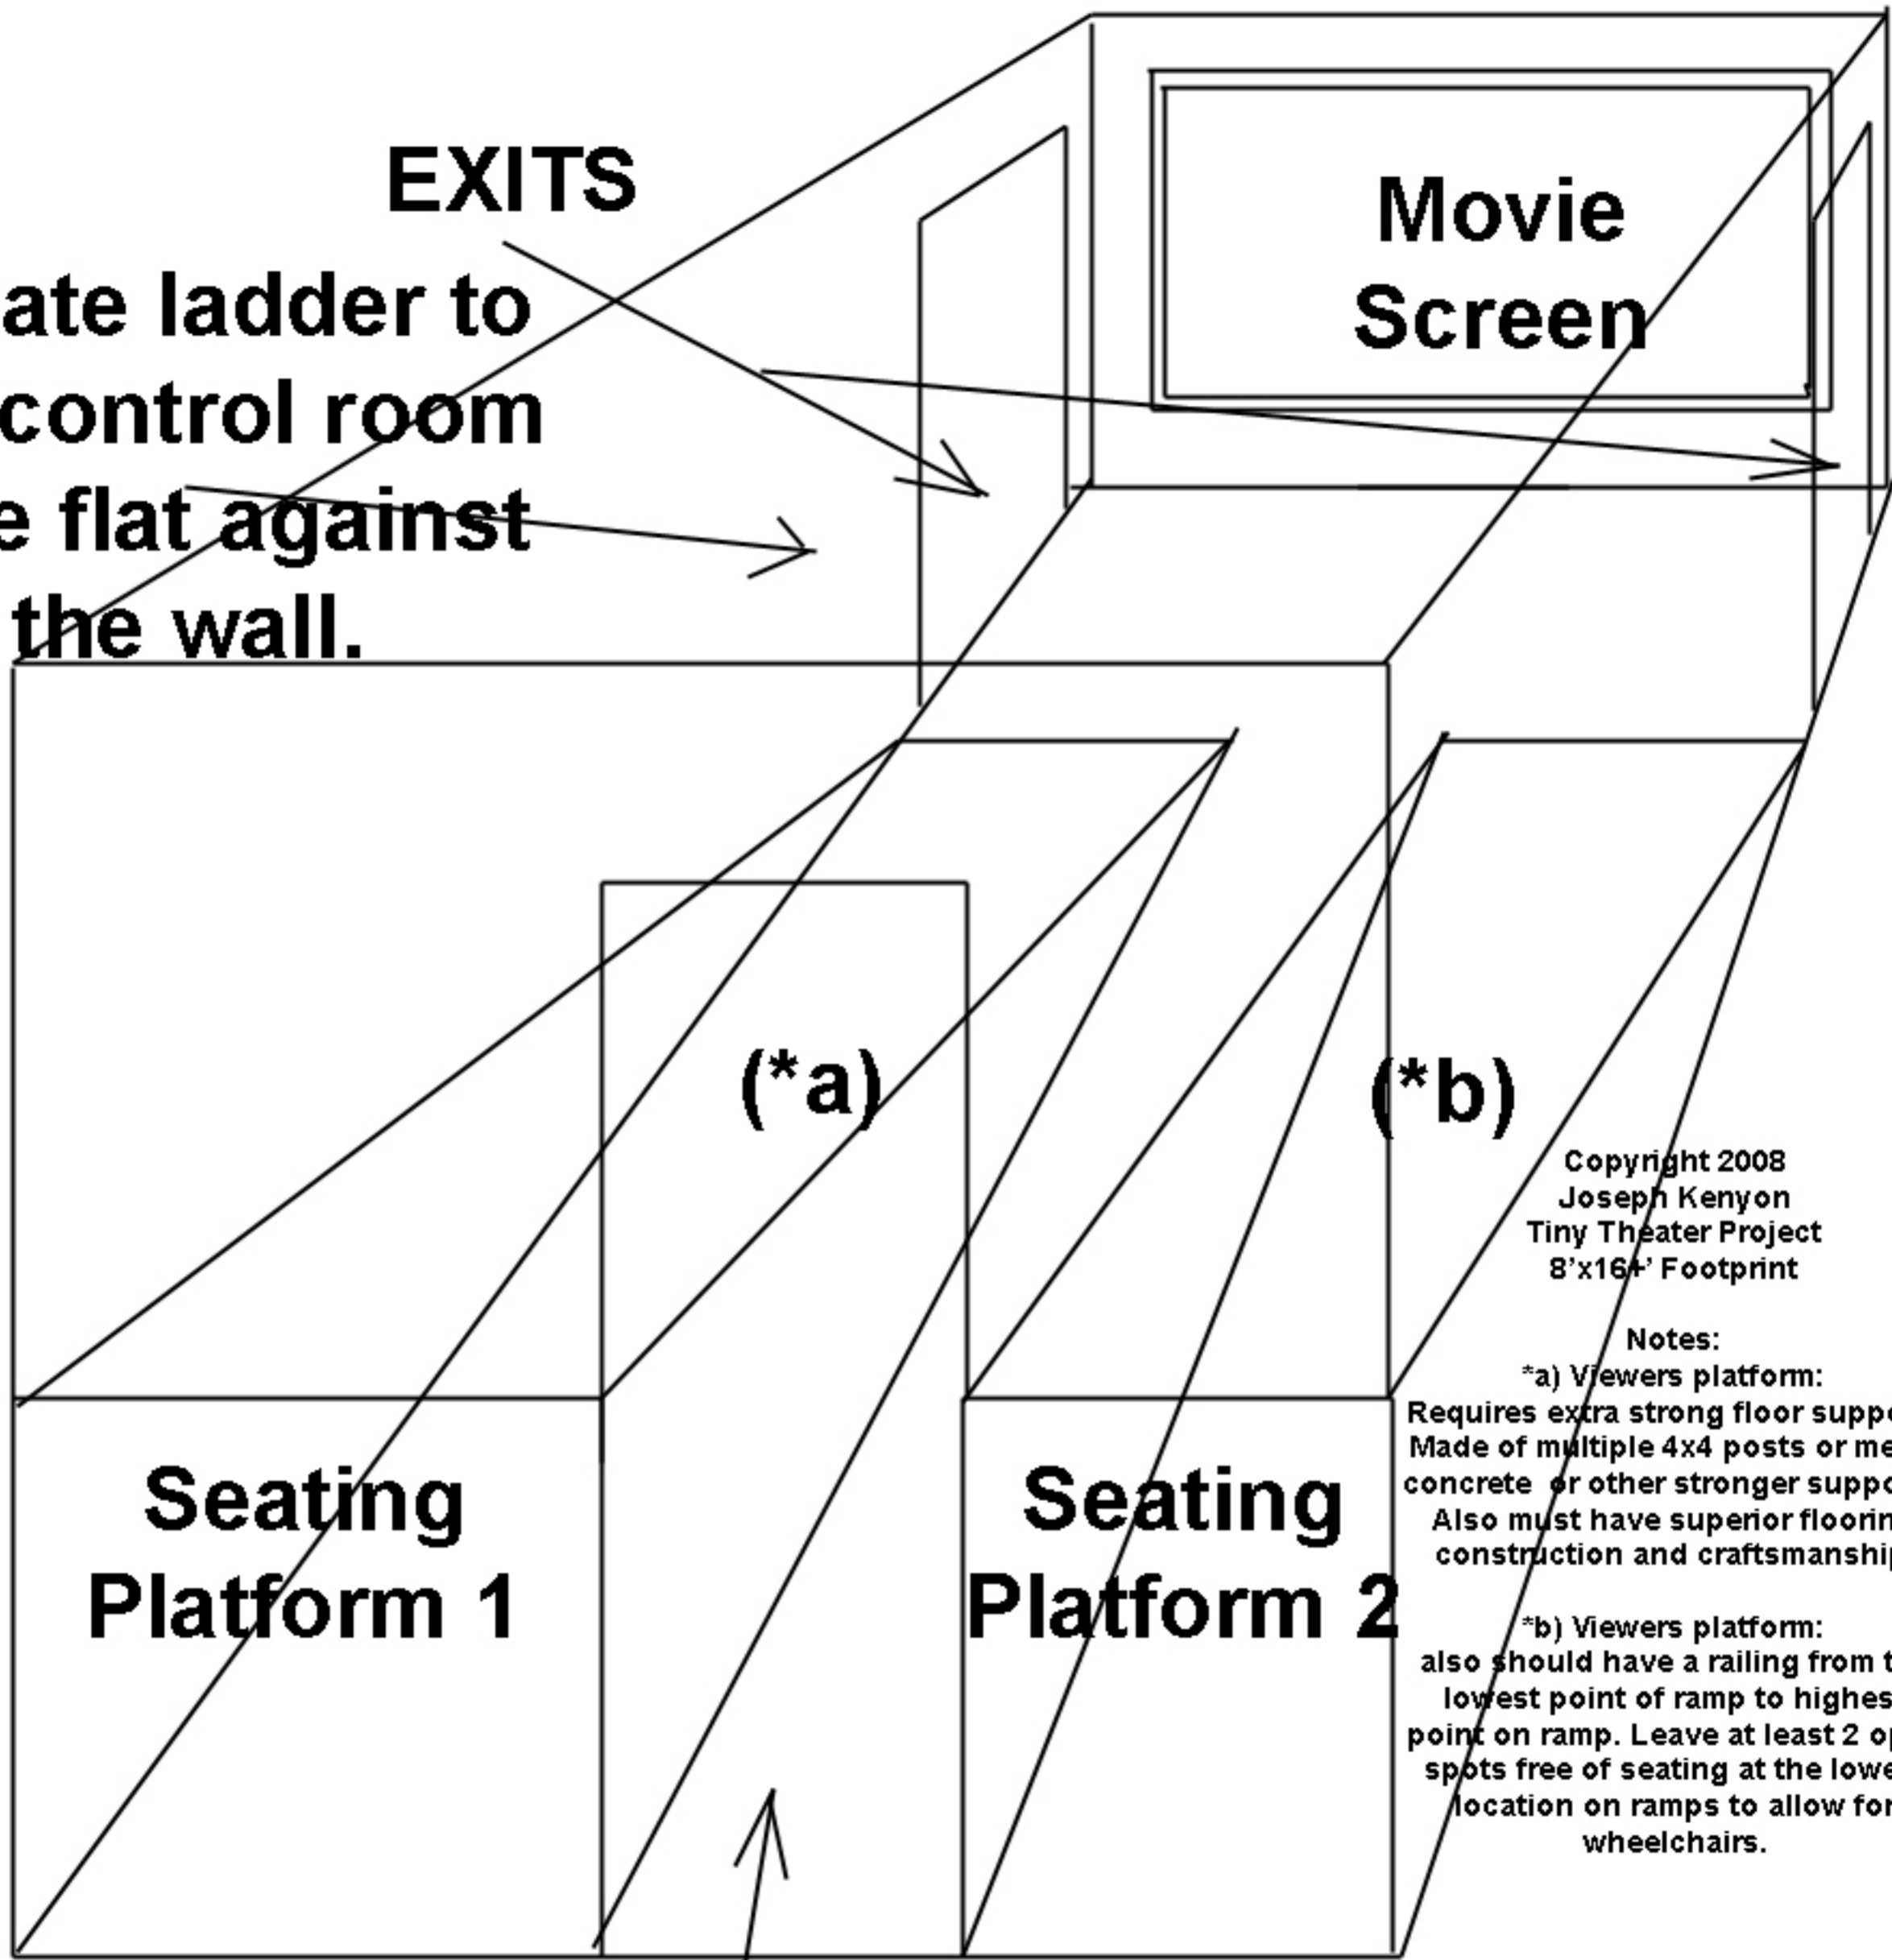 EXITS
ate ladder to
control room
e flat against
the wall.
Movie
Screen
(*a)
(*b)
Copyright 2008
Joseph Kenyon
Tiny Theater Project
8’x16+’ Footprint
Notes:
*a) Viewers platform:
Requires extra strong floor suppo
Made of multiple 4x4 posts or me
concrete or other stronger suppo
Also must have superior floorin
construction and craftsmanship
*b) Viewers platform:
also should have a railing from t
lowest point of ramp to highes
point on ramp. Leave at least 2 op
spots free of seating at the lowe
location on ramps to allow for
wheelchairs.
Seating
Platform 1
Seating
Platform 2